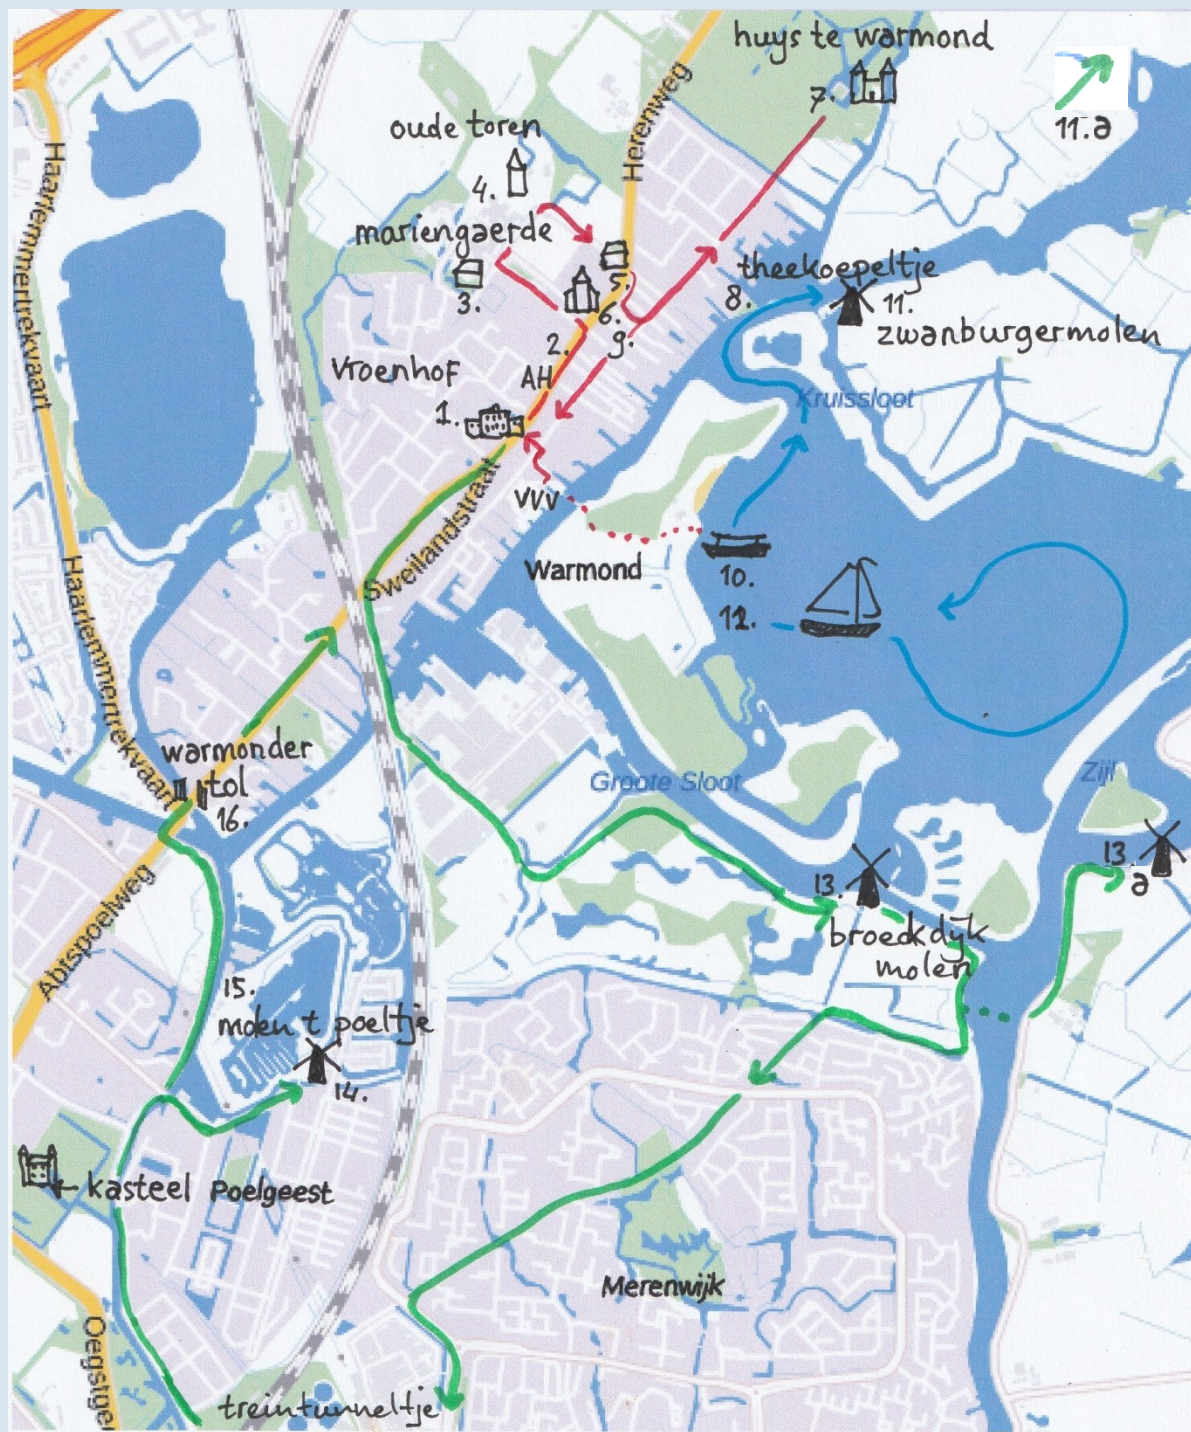 huys te warmond
7.
11.a
Herenweg
oude toren
4.
mariengaerde
3.
5.
6.
theekoepeltje
8.
11.
zwanburgermolen
2.
9.
Vroenhof
AH
1.
Kruissloot
Haarlemmertrekvaart
Sweilandstraat
VVV
Warmond
10.
12.
Haarlemmertrekvaart
warmonder
tol
16.
Groote Sloot
Zijl
13.
13.
a
Abtspoelweg
broeckdijk
molen
15.
molen t poeltje
14.
kasteel Poelgeest
Merenwijk
Oegstge
treintunneltje